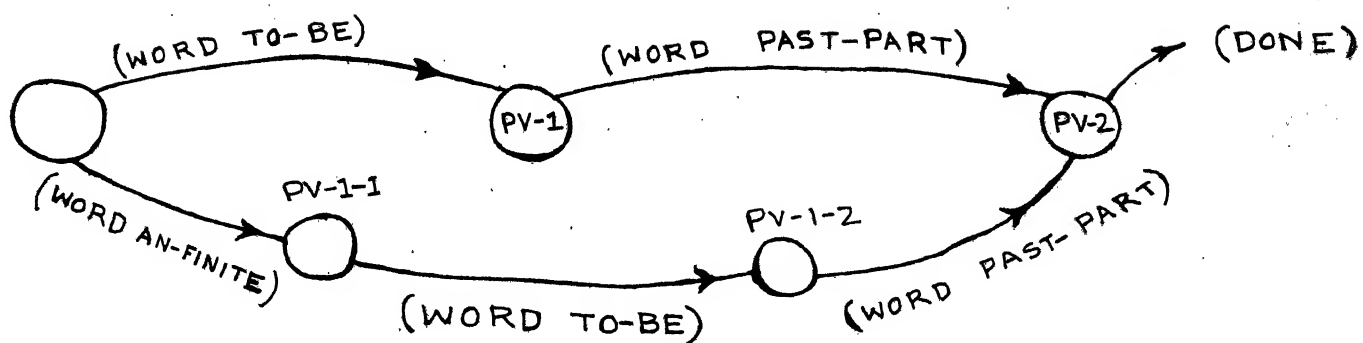 (WORD TO-BE)
(WORD PAST-PART)
(DONE)
PV-1
PV-2
PV-1-1
PV-1-2
(WORD AN-FINITE)
(WORD TO-BE)
(WORD PAST-PART)